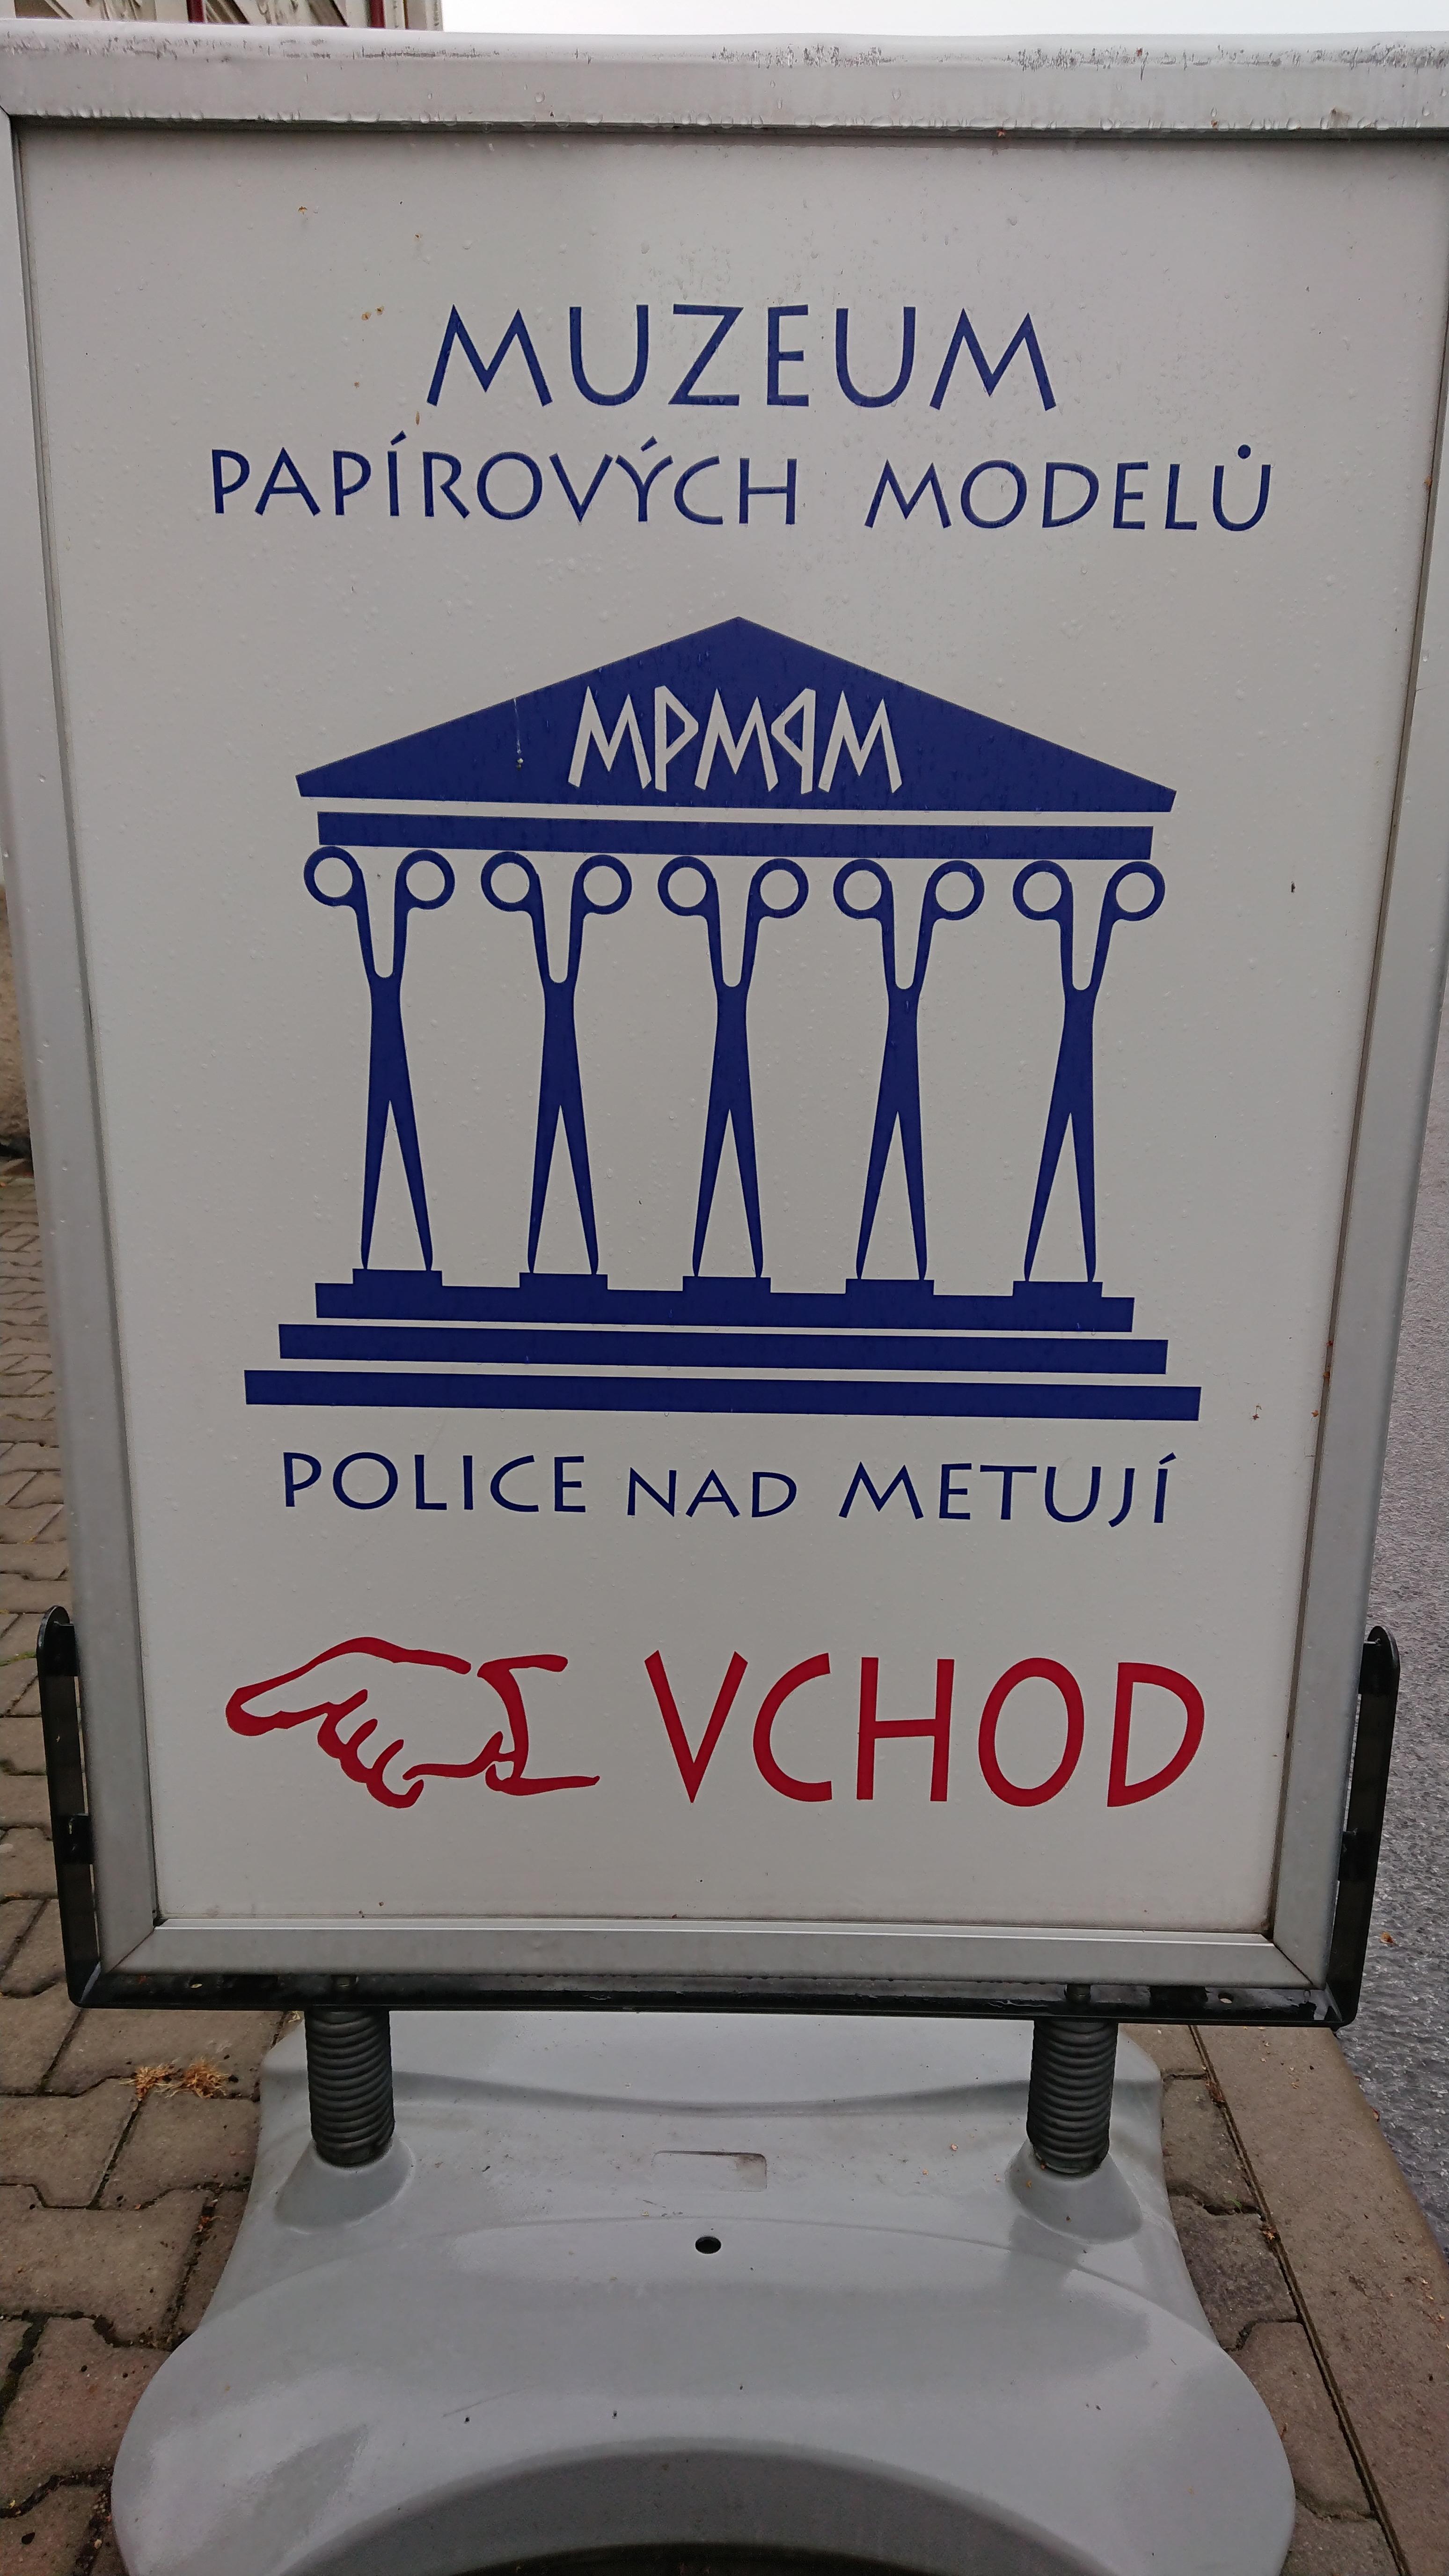 MUZEUM
PAPÍROVÝCH MODELŮ
MPMPM
POLICE NAD METUJÍ
VCHOD